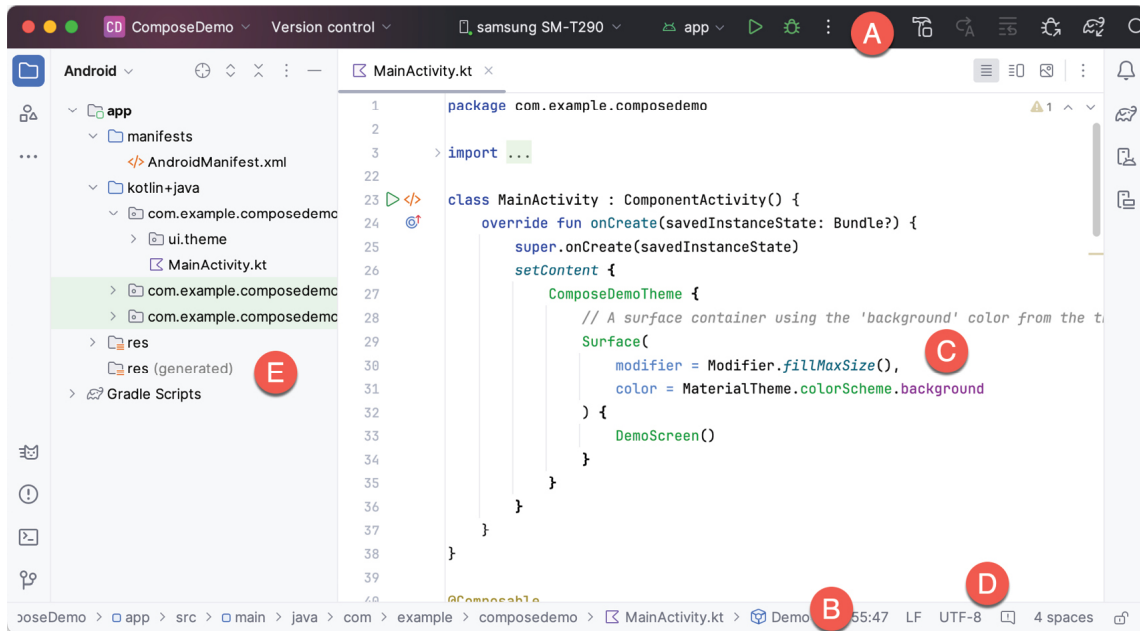 CD ComposeDemo Version control samsung SM-T290 app A
Android
MainActivity.kt
app
manifests
AndroidManifest.xml
kotlin+java
com.example.composedemo
ui.theme
MainActivity.kt
com.example.composedemo
com.example.composedemo
res
res (generated)
E
Gradle Scripts
1 package com.example.composedemo
1
2
3 import ...
22
23 class MainActivity : ComponentActivity() {
24 override fun onCreate(savedInstanceState: Bundle?) {
25 super.onCreate(savedInstanceState)
26 setContent {
27 ComposeDemoTheme {
28 // A surface container using the 'background' color from the
29 Surface(
30 modifier = Modifier.fillMaxSize(),
C
31 color = MaterialTheme.colorScheme.background
32 ) {
33 DemoScreen()
34 }
35 }
36 }
37 }
38 }
39
40 @Composable
D
poseDemo > app > src > main > java > com > example > composedemo > MainActivity.kt > Demo B 55:47 LF UTF-8 4 spaces